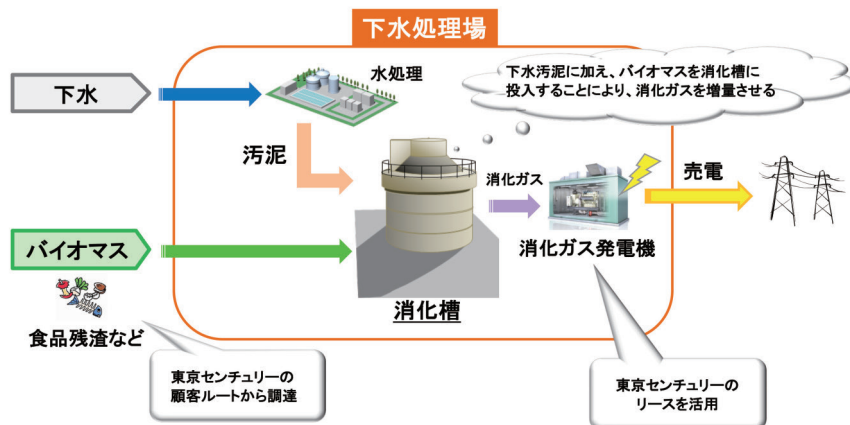 下水処理場
下水
水処理
下水汚泥に加え、バイオマスを消化槽に
投入することにより、消化ガスを増量させる
汚泥
消化ガス
売電
バイオマス
消化ガス発電機
消化槽
食品残渣など
東京センチュリーの
顧客ルートから調達
東京センチュリーの
リースを活用